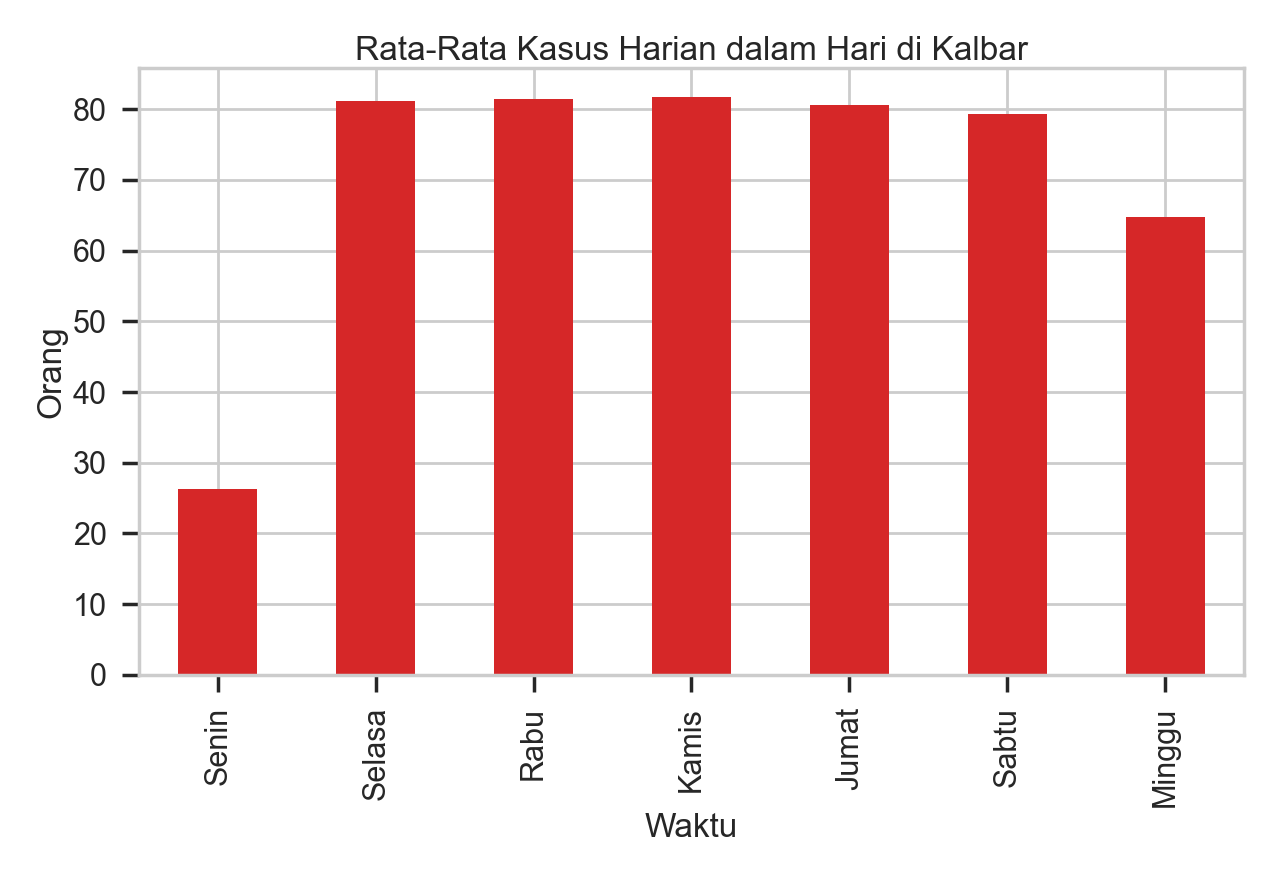 Rata-Rata Kasus Harian dalam Hari di Kalbar
80
70
60
50
40
30
20
10
0
Orang
Senin
Selasa
Rabu
Kamis
Jumat
Sabtu
Minggu
Waktu